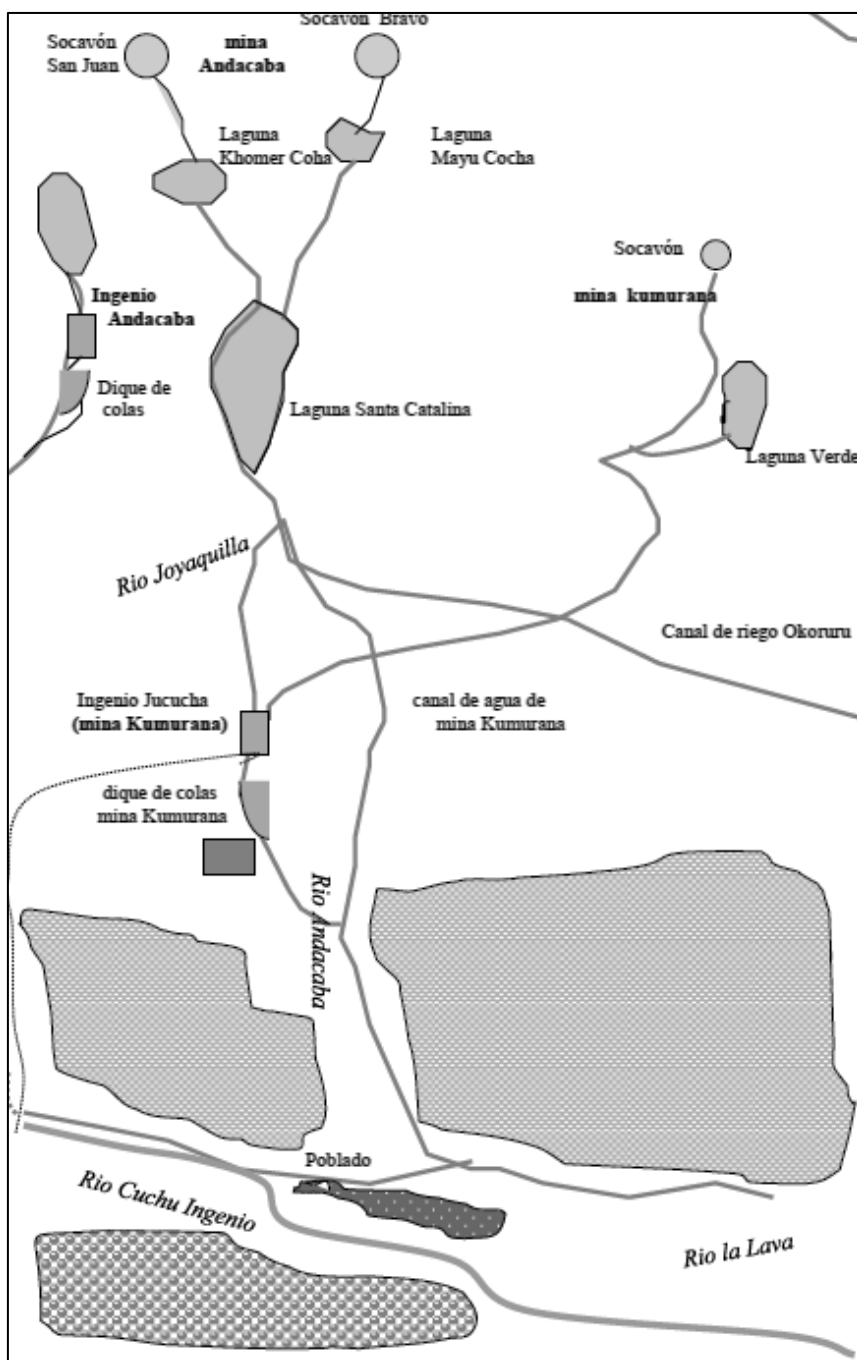 Socavón Bravo
Socavón
San Juan
mina
Andacaba
Laguna
Khomer Coha
Laguna
Mayu Cocha
Socavón
mina kumurana
Ingenio
Andacaba
Dique de
colas
Laguna Santa Catalina
Laguna Verde
Rio Joyaquilla
Canal de riego Okoruru
Ingenio Jucucha
(mina Kumurana)
canal de agua de
mina Kumurana
dique de colas
mina Kumurana
Rio Andacaba
Poblado
Rio Cuchu Ingenio
Rio la Lava